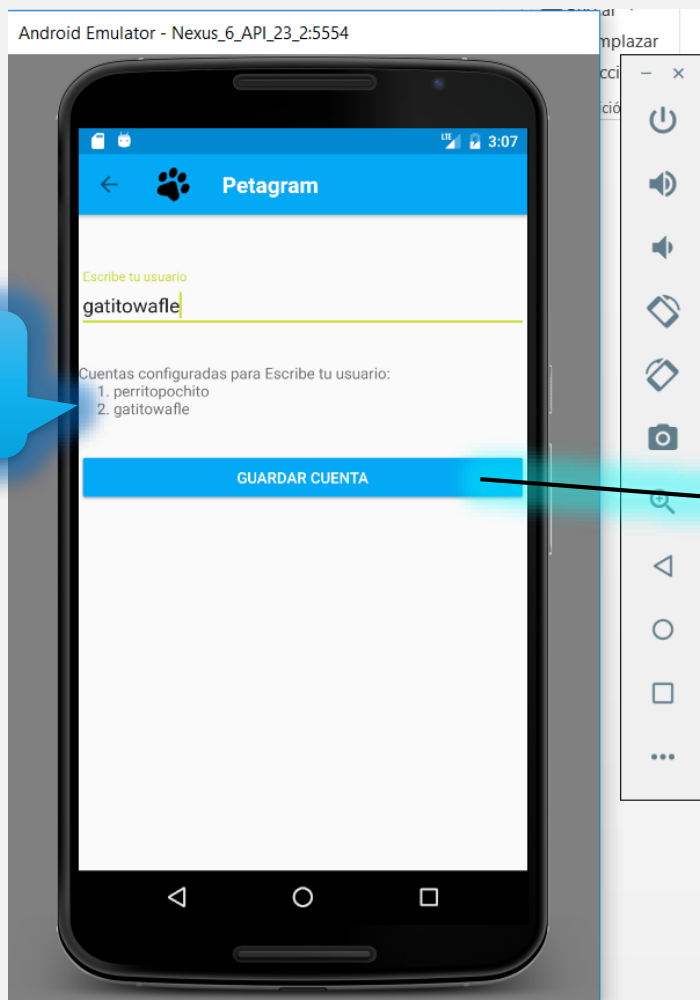 Android Emulator - Nexus_6_API_23_2:5554
mplazar
LTE 3:07
Petagram
Escribe tu usuario
gatitowafle
Cuentas configuradas para Escribe tu usuario:
1. perritopochito
2. gatitowafle
GUARDAR CUENTA